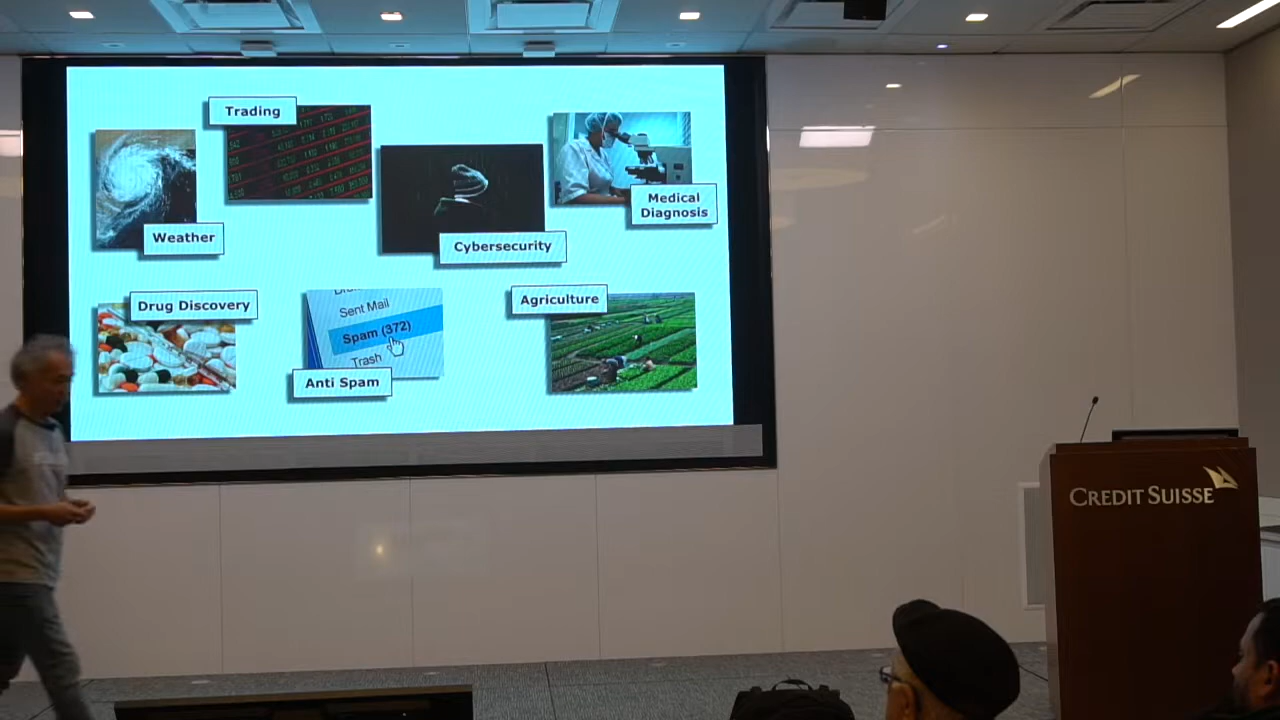 Trading
Weather
Cybersecurity
Medical
Diagnosis
Drug Discovery
Sent Mail
Spam (372)
Trash
Anti Spam
Agriculture
CREDIT SUISSE